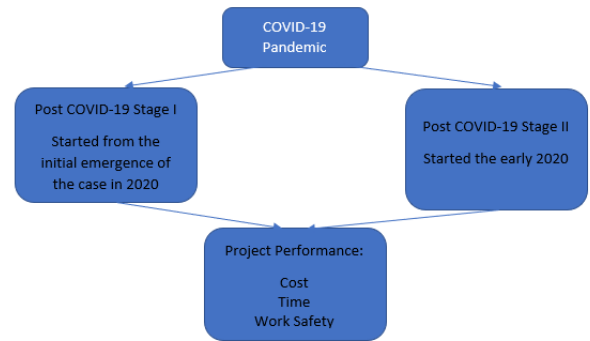 COVID-19
Pandemic
Post COVID-19 Stage I
Started from the
initial emergence of
the case in 2020
Post COVID-19 Stage II
Started the early 2020
Project Performance:
Cost
Time
Work Safety